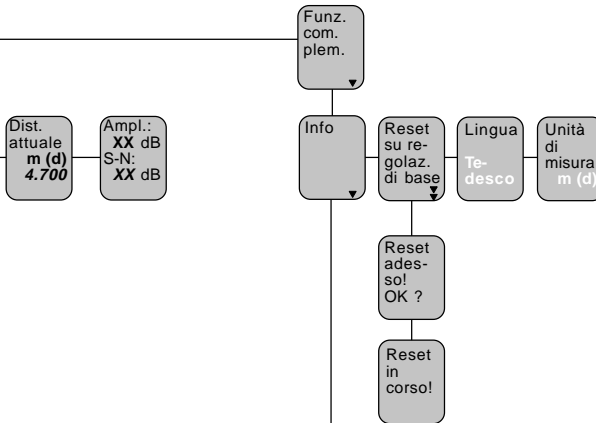 Funz.
com.
plem.
Dist.
attuale
m (d)
4.700
Ampl.:
XX dB
S-N:
XX dB
Info
Reset
su re-
golaz.
di base
Lingua
Te-
desco
Unità
di
misura
m (d)
Reset
ades-
so!
OK ?
Reset
in
corso!